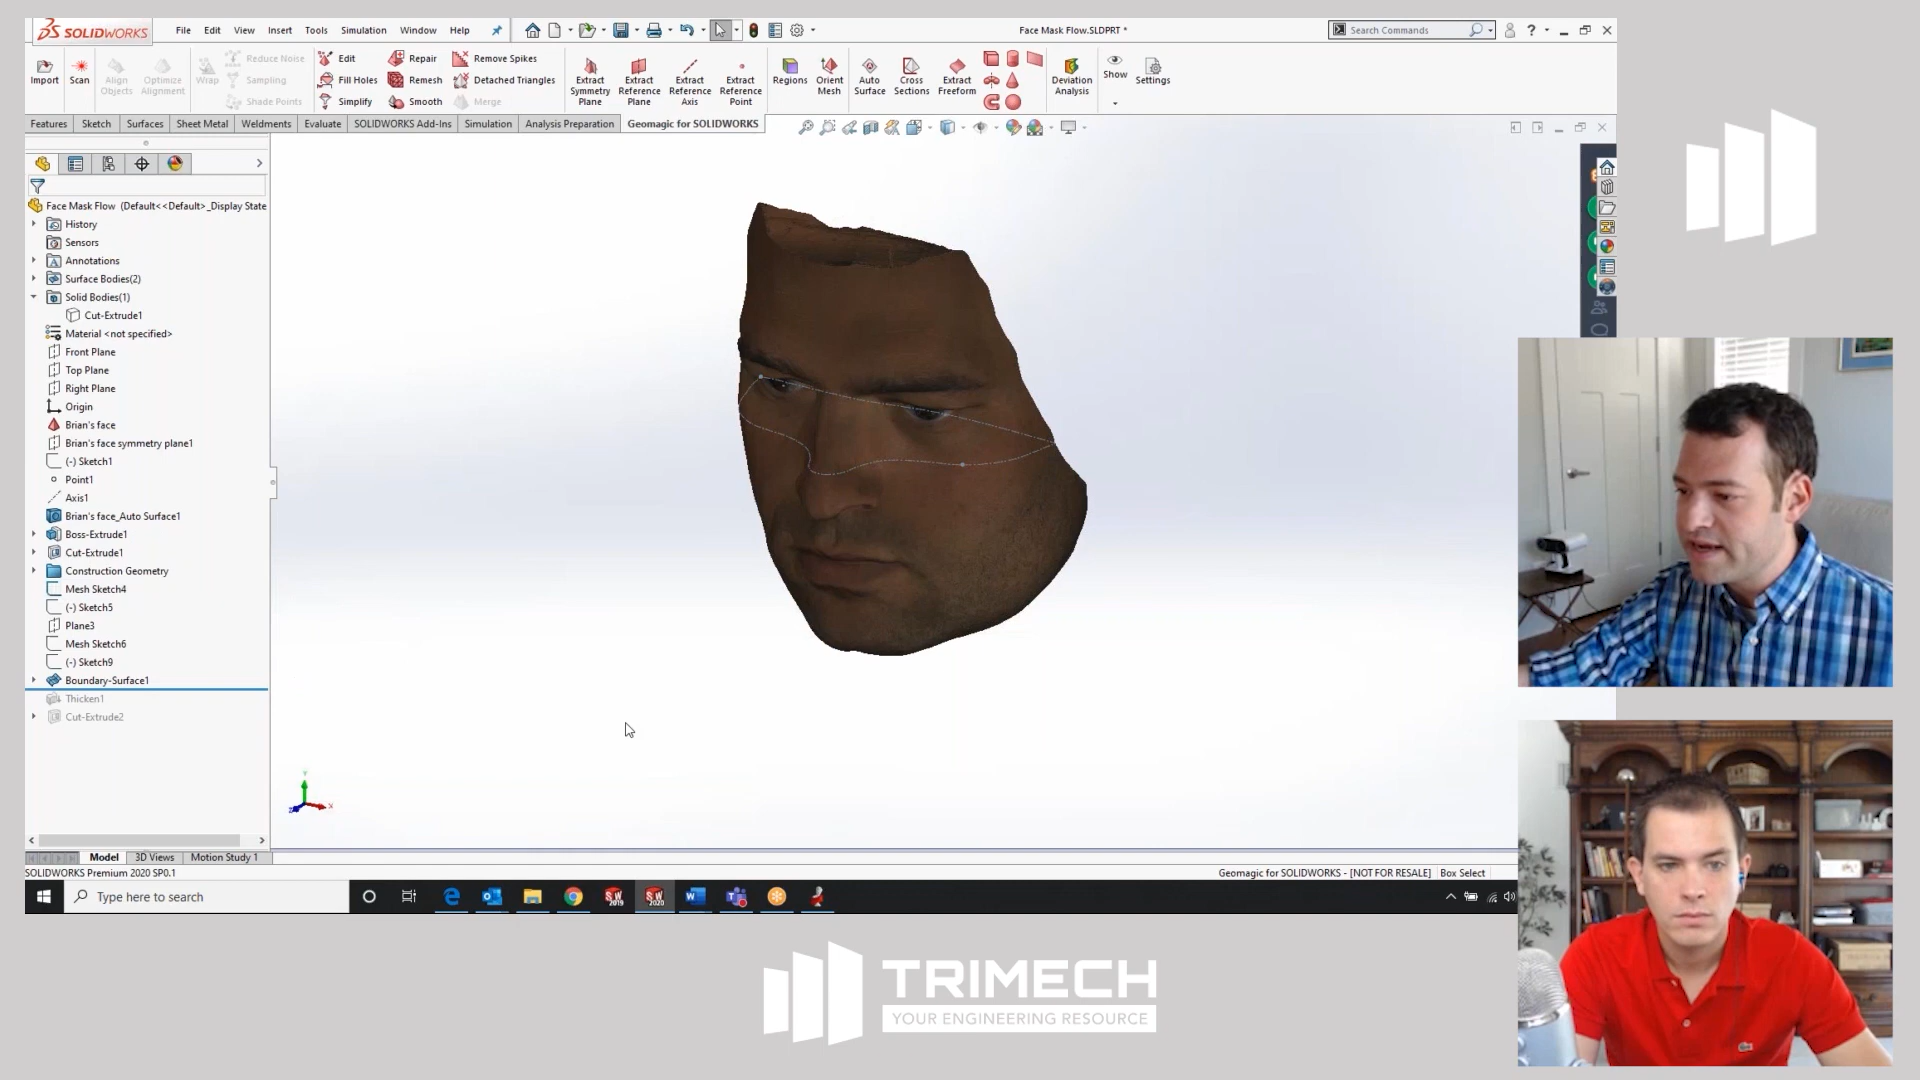 SOLIDWORKS File Edit View Insert Tools Simulation Window Help Face Mask Flow.SLDPRT * Search Commands ?
Import Scan Align Objects Optimize Alignment Wrap Reduce Noise Sampling Shade Points Edit Fill Holes Simplify Repair Remesh Smooth Remove Spikes Detached Triangles Merge Extract Symmetry Plane Extract Reference Plane Extract Reference Axis Extract Reference Point Regions Orient Mesh Auto Surface Cross Sections Extract Freeform Deviation Analysis Show Settings
Features Sketch Surfaces Sheet Metal Weldments Evaluate SOLIDWORKS Add-Ins Simulation Analysis Preparation Geomagic for SOLIDWORKS
Face Mask Flow (Default<<Default>_Display State
History
Sensors
Annotations
Surface Bodies(2)
Solid Bodies(1)
Cut-Extrude1
Material <not specified>
Front Plane
Top Plane
Right Plane
Origin
Brian's face
Brian's face symmetry plane1
(-) Sketch1
Point1
Axis1
Brian's face_Auto Surface1
Boss-Extrude1
Cut-Extrude1
Construction Geometry
Mesh Sketch4
(-) Sketch5
Plane3
Mesh Sketch6
(-) Sketch9
Boundary-Surface1
Thicken1
Cut-Extrude2
Y
X
Z
Model 3D Views Motion Study 1
SOLIDWORKS Premium 2020 SP0.1 Geomagic for SOLIDWORKS - [NOT FOR RESALE] Box Select
Type here to search
SW 2019 SW 2020
TRIMECH
YOUR ENGINEERING RESOURCE